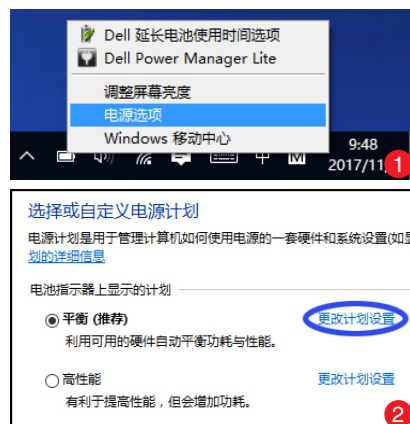 Dell 延长电池使用时间选项
Dell Power Manager Lite
调整屏幕亮度
电源选项
Windows 移动中心
中
M
9:48
2017/11/
1
选择或自定义电源计划
电源计划是用于管理计算机如何使用电源的一套硬件和系统设置(如显
划的详细信息
电池指示器上显示的计划
平衡 (推荐)
更改计划设置
利用可用的硬件自动平衡功耗与性能。
高性能
更改计划设置
有利于提高性能，但会增加功耗。
2